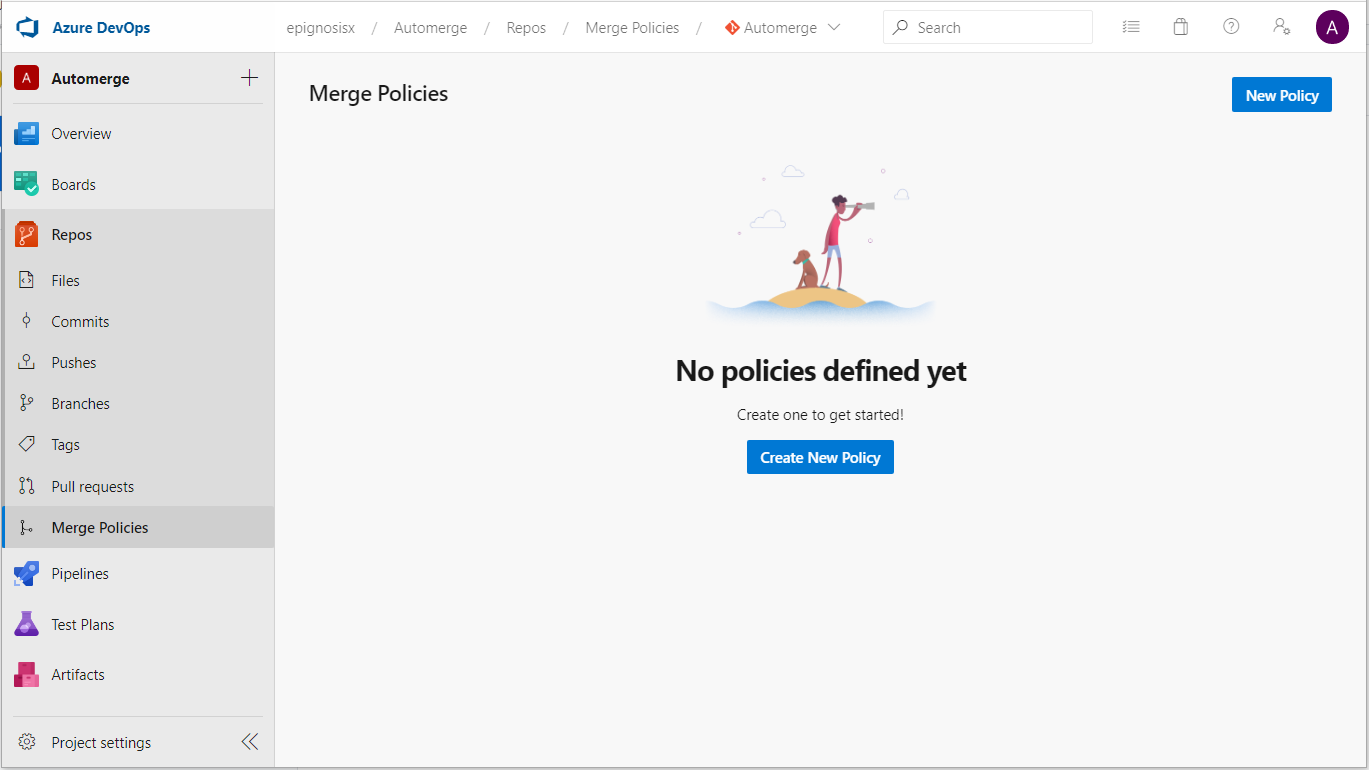 Azure DevOps
epignosisx / Automerge / Repos / Merge Policies / Automerge
Search
A
A Automerge
Overview
Boards
Repos
Files
Commits
Pushes
Branches
Tags
Pull requests
Merge Policies
Pipelines
Test Plans
Artifacts
Project settings
Merge Policies
New Policy
No policies defined yet
Create one to get started!
Create New Policy